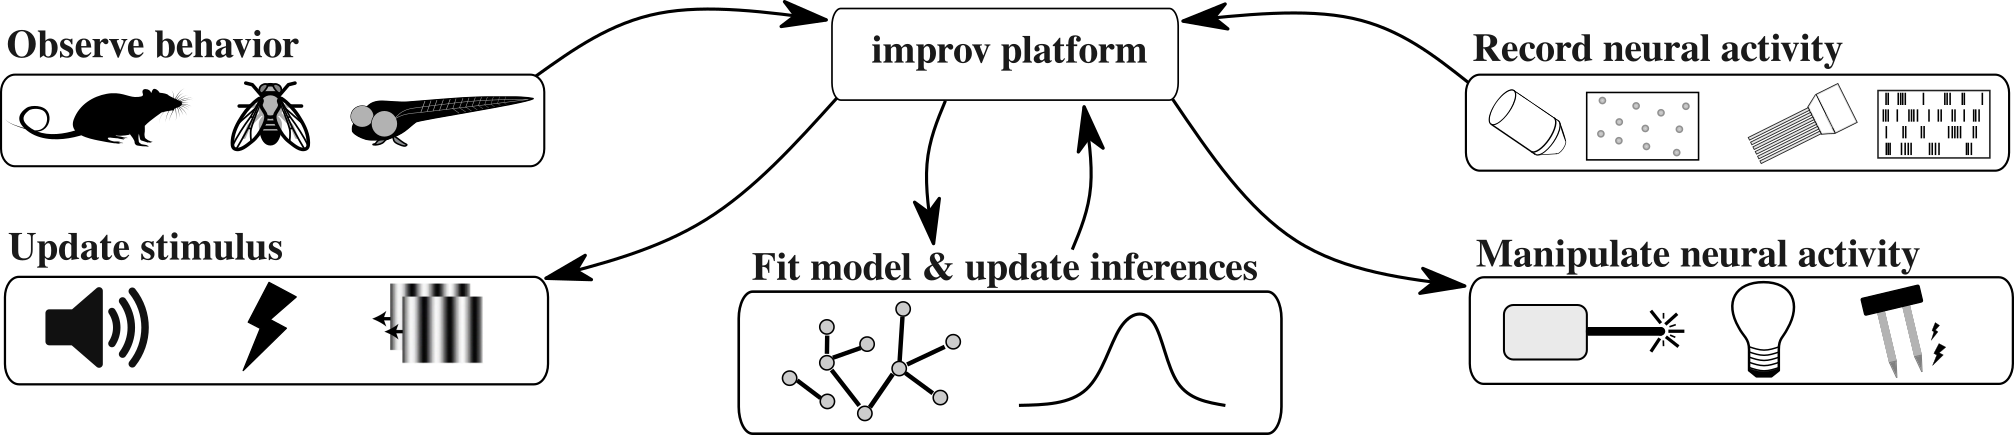 Observe behavior
improv platform
Record neural activity
Update stimulus
Fit model & update inferences
Manipulate neural activity